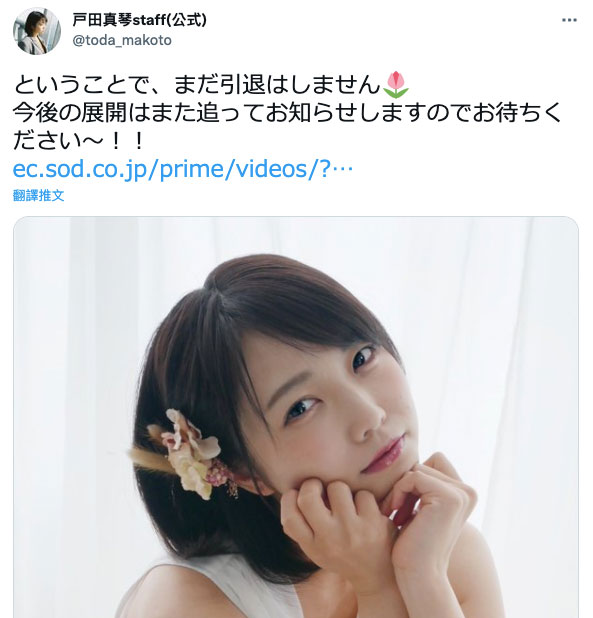 戸田真琴staff(公式)
@toda_makoto
ということで、まだ引退はしません🌷
今後の展開はまた追ってお知らせしますのでお待ちく
ださい〜！！
ec.sod.co.jp/prime/videos/?…
翻譯推文